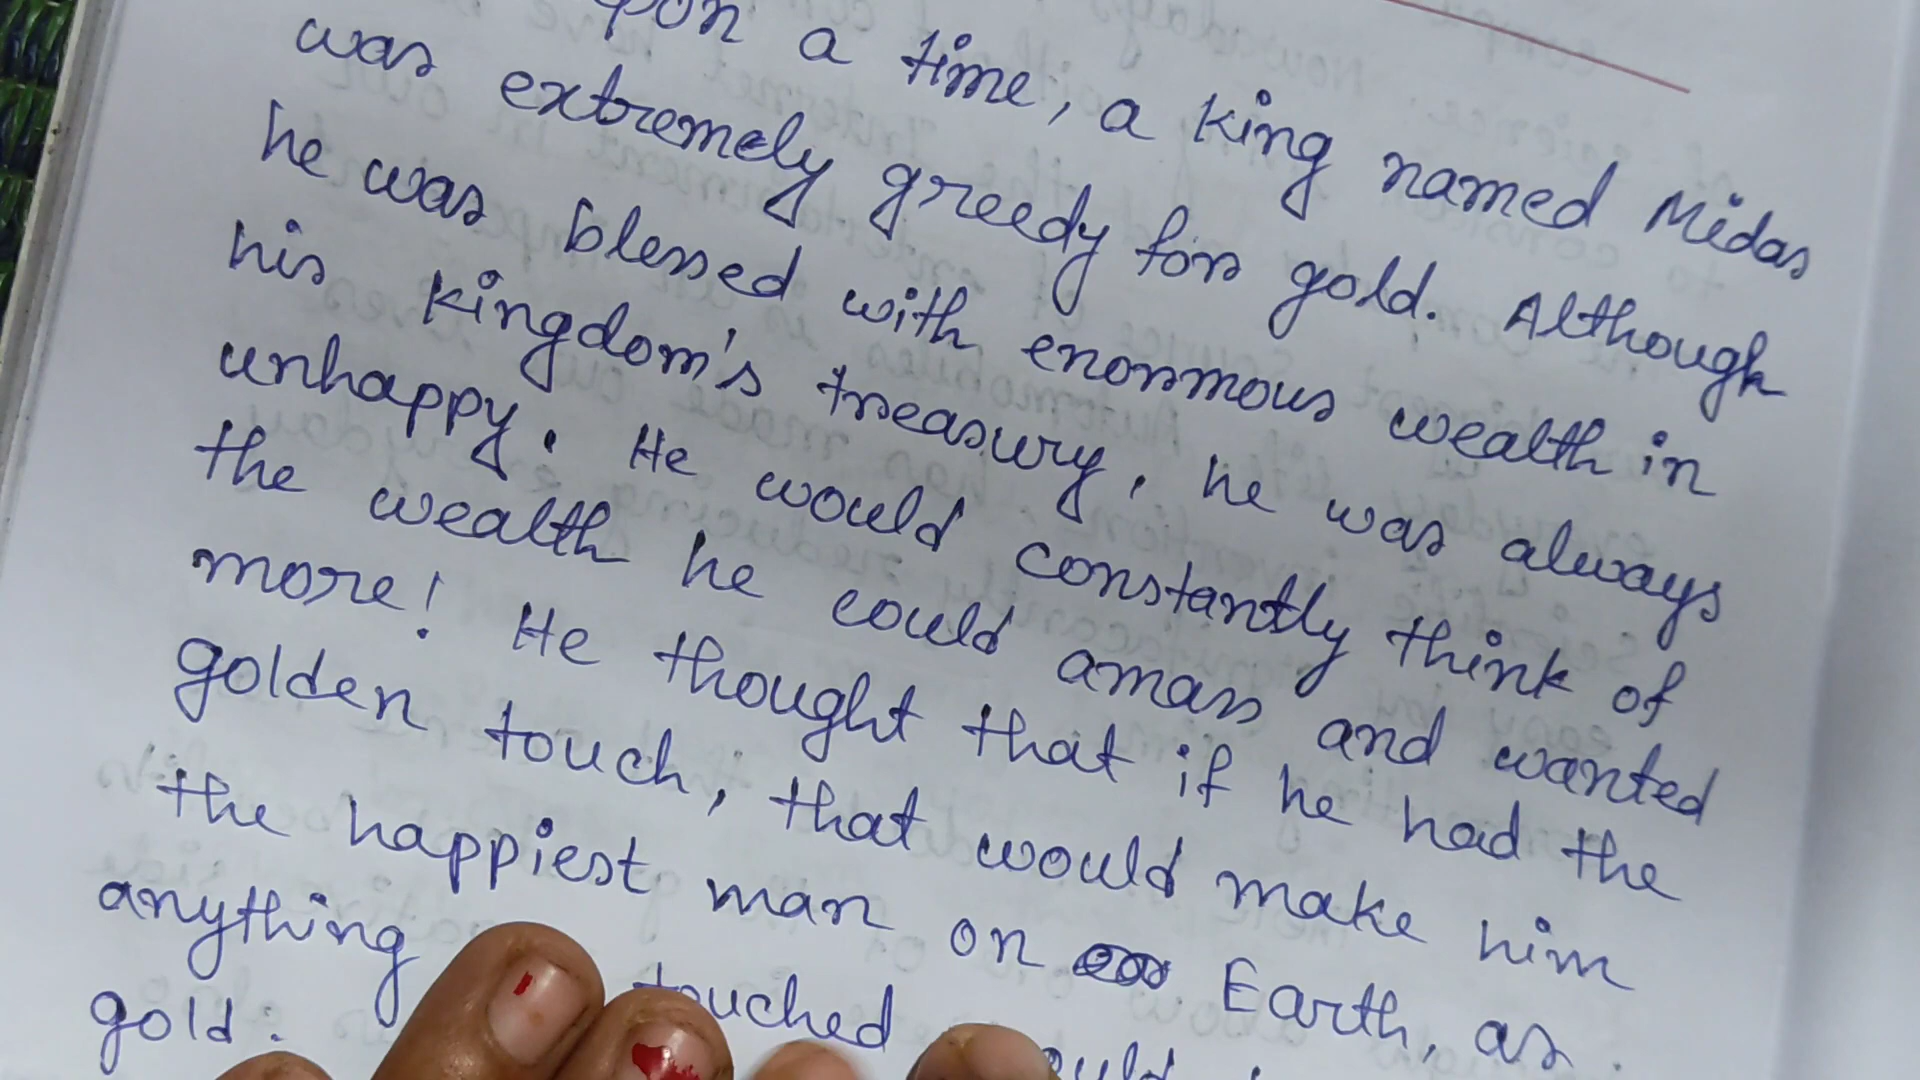 a time, a king named Midas
was extremely greedy for gold. Although
he was blessed with enormous wealth in
his kingdom's treasury, he was always
unhappy. He would constantly think of
the wealth he could amass and wanted
more! He thought that if he had the
golden touch, that would make him
the happiest man on Earth, as
anything touched
gold.